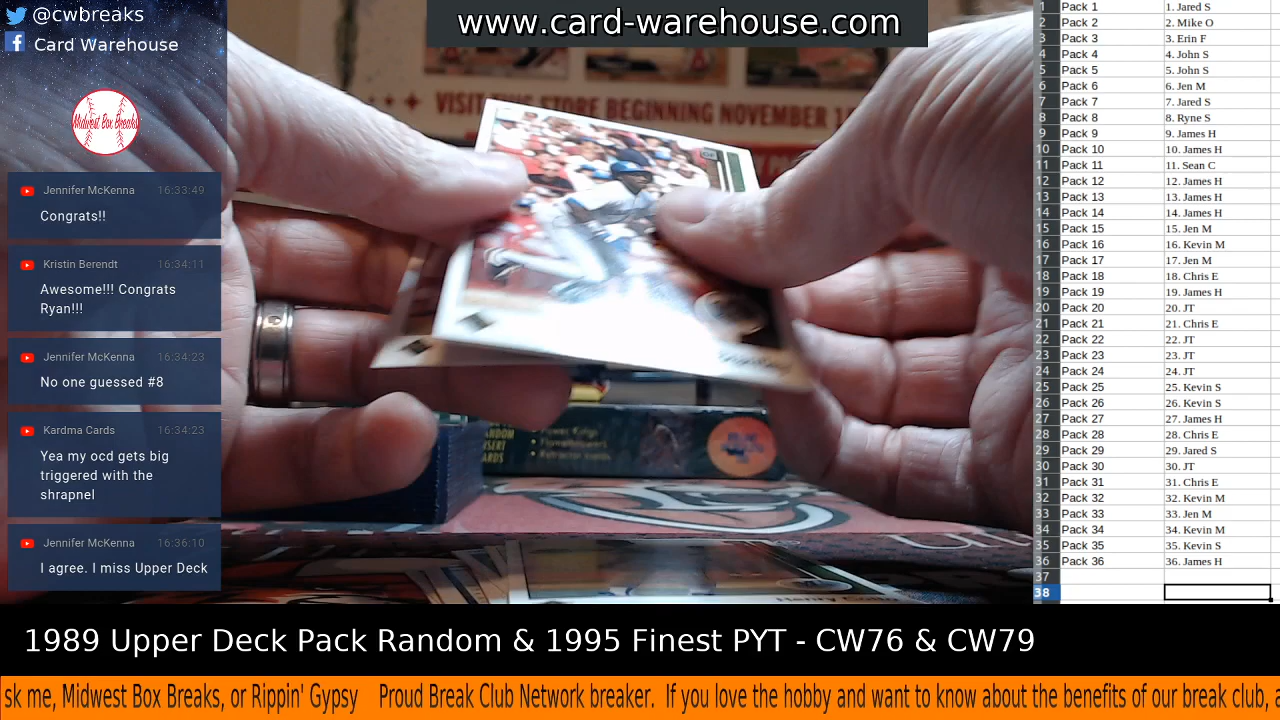 @cwbreaks
Card Warehouse
Midwest Box Breaks
www.card-warehouse.com
VISIT THIS STORE BEGINNING NOVEMBER
Jennifer McKenna 16:33:49
Congrats!!
Kristin Berendt 16:34:11
Awesome!!! Congrats
Ryan!!!
Jennifer McKenna 16:34:23
No one guessed #8
Kardma Cards 16:34:23
Yea my ocd gets big
triggered with the
shrapnel
Jennifer McKenna 16:36:10
I agree. I miss Upper Deck
RANDOM
INSERT
CARDS
Henry
1 Pack 1 1. Jared S
2 Pack 2 2. Mike O
3 Pack 3 3. Erin F
4 Pack 4 4. John S
5 Pack 5 5. John S
6 Pack 6 6. Jen M
7 Pack 7 7. Jared S
8 Pack 8 8. Ryne S
9 Pack 9 9. James H
10 Pack 10 10. James H
11 Pack 11 11. Sean C
12 Pack 12 12. James H
13 Pack 13 13. James H
14 Pack 14 14. James H
15 Pack 15 15. Jen M
16 Pack 16 16. Kevin M
17 Pack 17 17. Jen M
18 Pack 18 18. Chris E
19 Pack 19 19. James H
20 Pack 20 20. JT
21 Pack 21 21. Chris E
22 Pack 22 22. JT
23 Pack 23 23. JT
24 Pack 24 24. JT
25 Pack 25 25. Kevin S
26 Pack 26 26. Kevin S
27 Pack 27 27. James H
28 Pack 28 28. Chris E
29 Pack 29 29. Jared S
30 Pack 30 30. JT
31 Pack 31 31. Chris E
32 Pack 32 32. Kevin M
33 Pack 33 33. Jen M
34 Pack 34 34. Kevin M
35 Pack 35 35. Kevin S
36 Pack 36 36. James H
37
38
1989 Upper Deck Pack Random & 1995 Finest PYT - CW76 & CW79
sk me, Midwest Box Breaks, or Rippin' Gypsy Proud Break Club Network breaker. If you love the hobby and want to know about the benefits of our break club, a